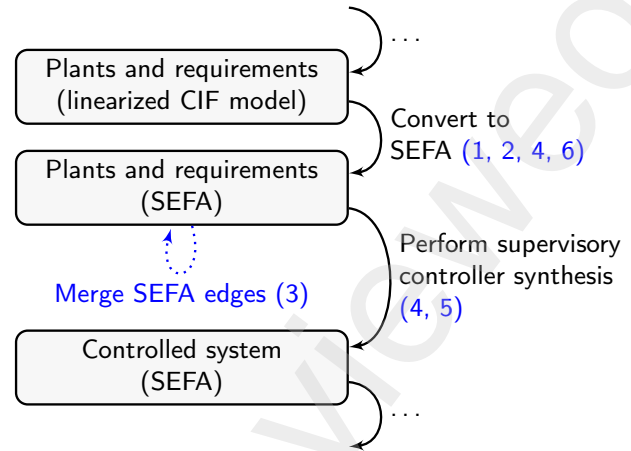 ...
Plants and requirements
(linearized CIF model)
Convert to
SEFA (1, 2, 4, 6)
Plants and requirements
(SEFA)
Perform supervisory
controller synthesis
(4, 5)
Merge SEFA edges (3)
Controlled system
(SEFA)
...
viewed